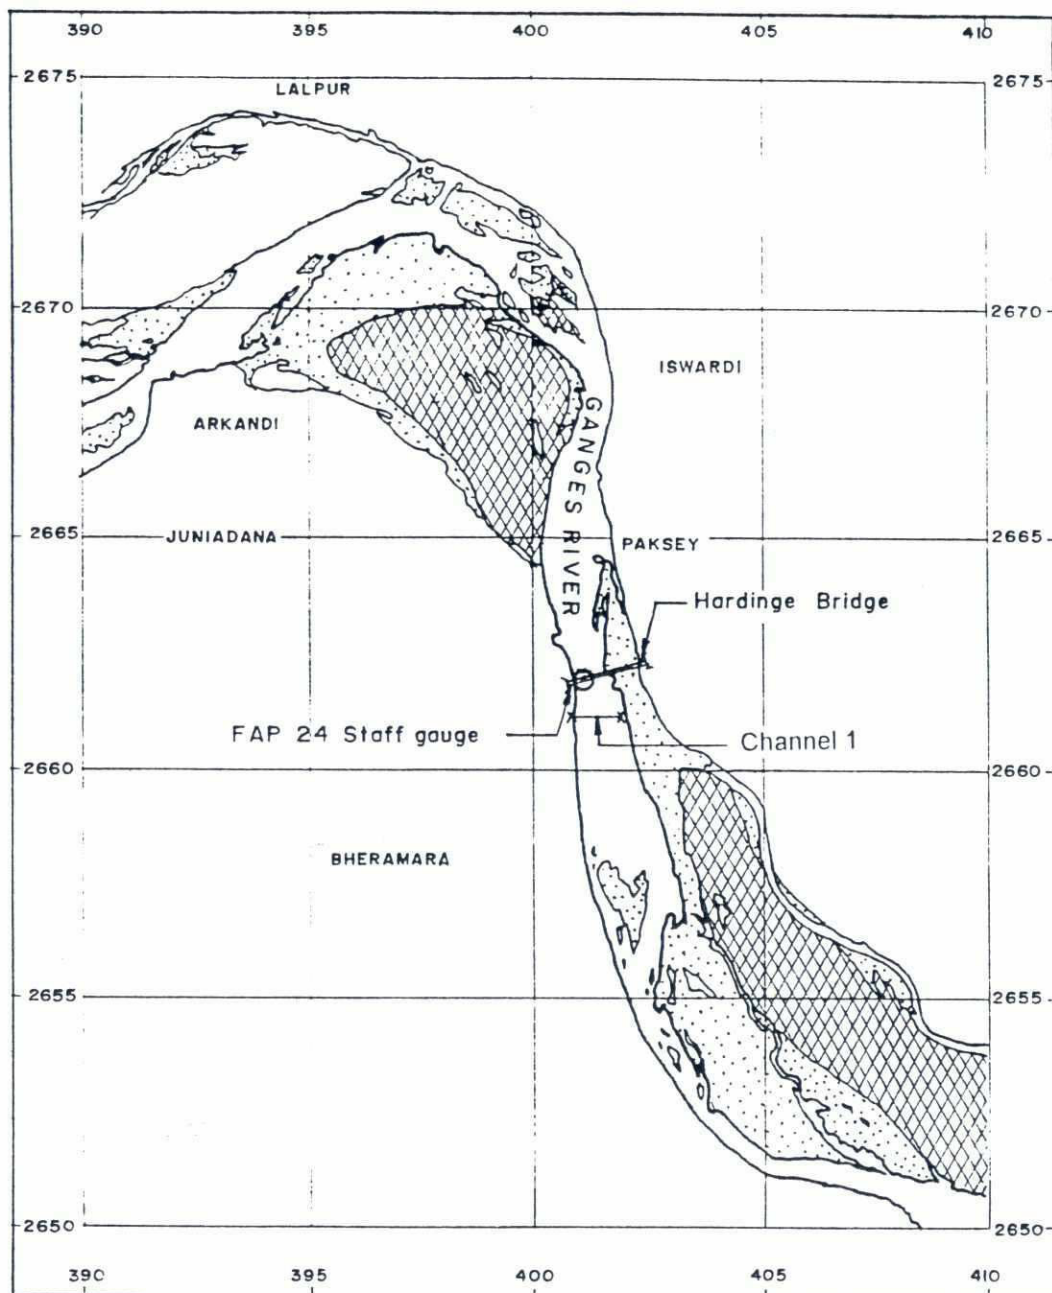 390 395 400 405 410
2675 2675
LALPUR
2670 2670
ISWARDI
ARKANDI
GANGES RIVER
2665 2665
JUNIADANA
PAKSEY
Hardinge Bridge
FAP 24 Staff gauge
Channel 1
2660 2660
BHERAMARA
2655 2655
2650 2650
390 395 400 405 410